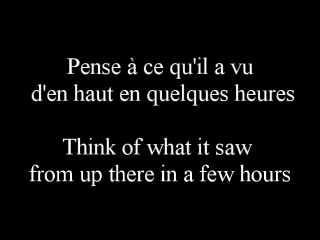 Pense à ce qu'il a vu
d'en haut en quelques heures
Think of what it saw
from up there in a few hours